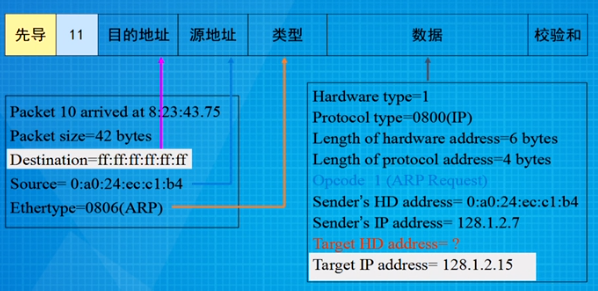 先导 11 目的地址 源地址 类型 数据 校验和
Packet 10 arrived at 8:23:43.75
Packet size=42 bytes
Destination=ff:ff:ff:ff:ff:ff
Source= 0:a0:24:ec:c1:b4
Ethertype=0806(ARP)
Hardware type=1
Protocol type=0800(IP)
Length of hardware address=6 bytes
Length of protocol address=4 bytes
Opcode 1 (ARP Request)
Sender's HD address= 0:a0:24:ec:c1:b4
Sender's IP address= 128.1.2.7
Target HD address= ?
Target IP address= 128.1.2.15